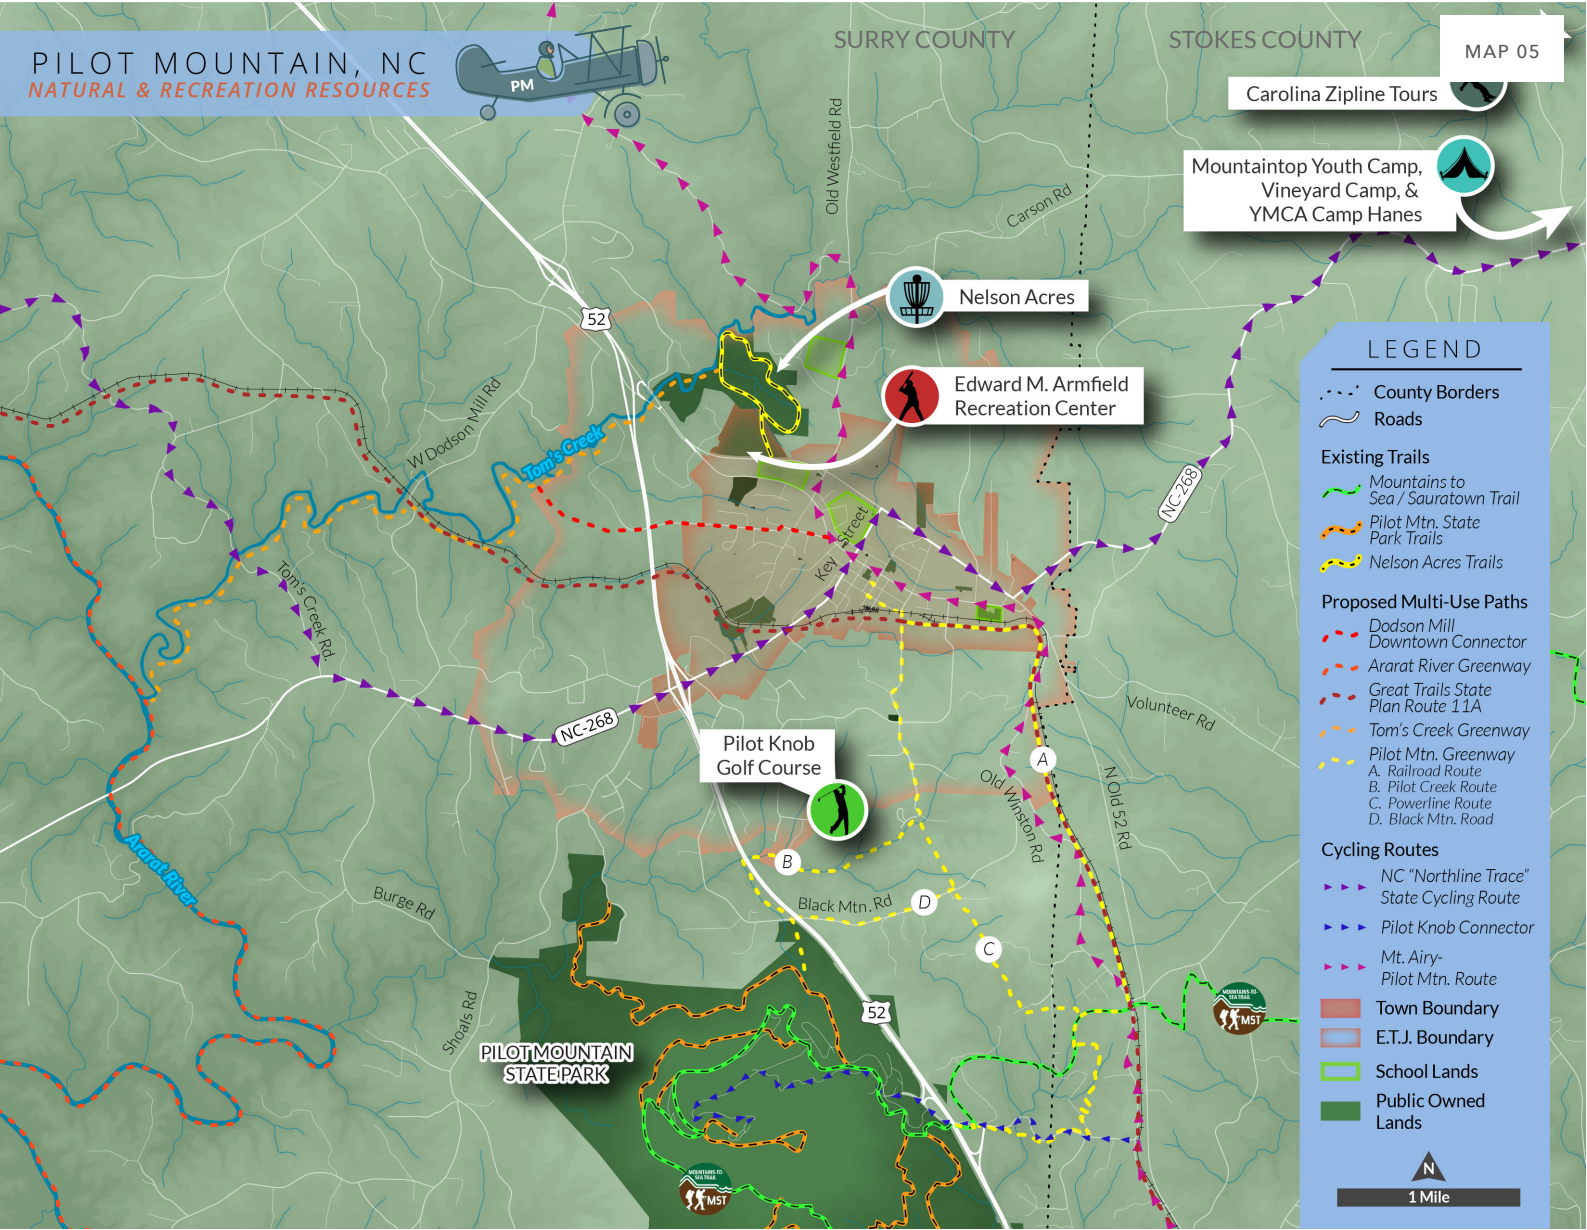 PILOT MOUNTAIN, NC
NATURAL & RECREATION RESOURCES
PM
SURRY COUNTY
STOKES COUNTY
MAP 05
Carolina Zipline Tours
Mountaintop Youth Camp,
Vineyard Camp, &
YMCA Camp Hanes
Old Westfield Rd
Carson Rd
Nelson Acres
52
Edward M. Armfield
Recreation Center
W Dodson Mill Rd
Tom's Creek
NC-268
Key Street
Tom's Creek Rd.
NC-268
Volunteer Rd
Pilot Knob
Golf Course
A
Old Winston Rd
N Old 52 Rd
B
Black Mtn. Rd
D
C
Ararat River
Burge Rd
Shoals Rd
52
PILOT MOUNTAIN
STATE PARK
MOUNTAINS-TO-
SEA TRAIL
MST
MOUNTAINS-TO-
SEA TRAIL
MST
LEGEND
County Borders
Roads
Existing Trails
Mountains to
Sea / Sauratown Trail
Pilot Mtn. State
Park Trails
Nelson Acres Trails
Proposed Multi-Use Paths
Dodson Mill
Downtown Connector
Ararat River Greenway
Great Trails State
Plan Route 11A
Tom's Creek Greenway
Pilot Mtn. Greenway
A. Railroad Route
B. Pilot Creek Route
C. Powerline Route
D. Black Mtn. Road
Cycling Routes
NC "Northline Trace"
State Cycling Route
Pilot Knob Connector
Mt. Airy-
Pilot Mtn. Route
Town Boundary
E.T.J. Boundary
School Lands
Public Owned
Lands
N
1 Mile